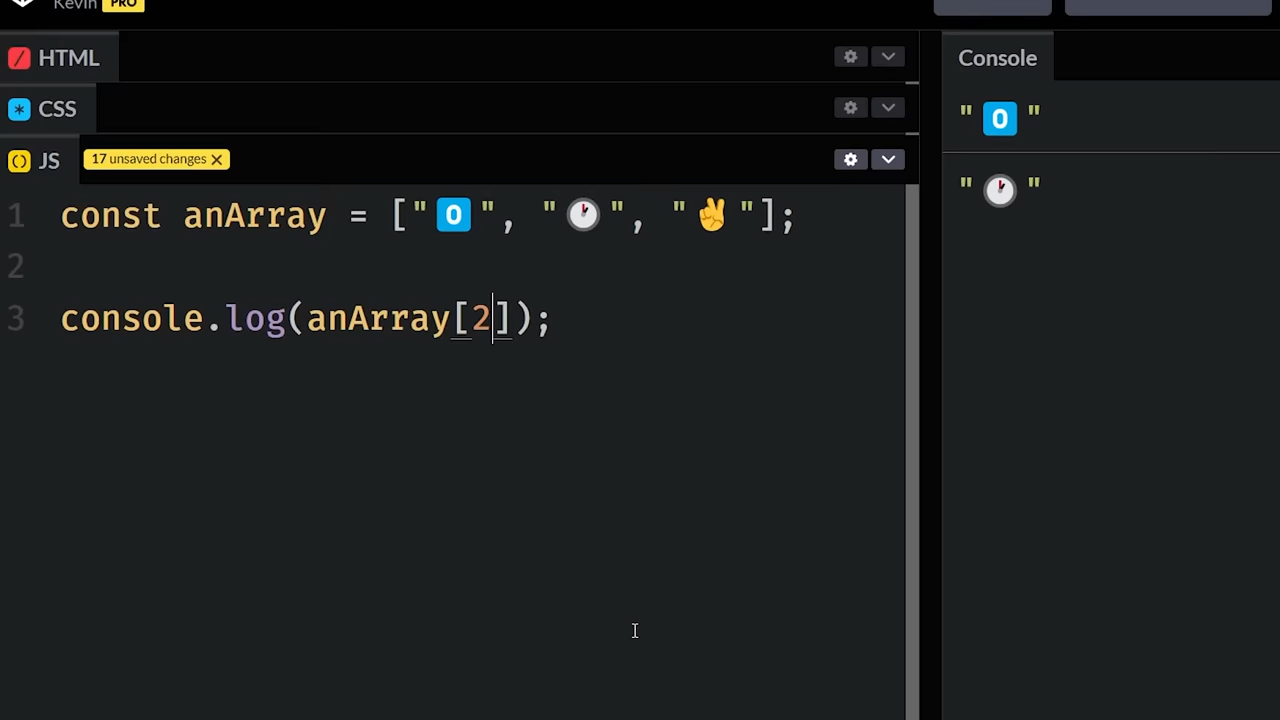 Kevin PRO
HTML
CSS
JS 17 unsaved changes ✕
1 const anArray = ["0️⃣", "🕐", "✌️"];
2
3 console.log(anArray[2]);
Console
"0️⃣"
"🕐"